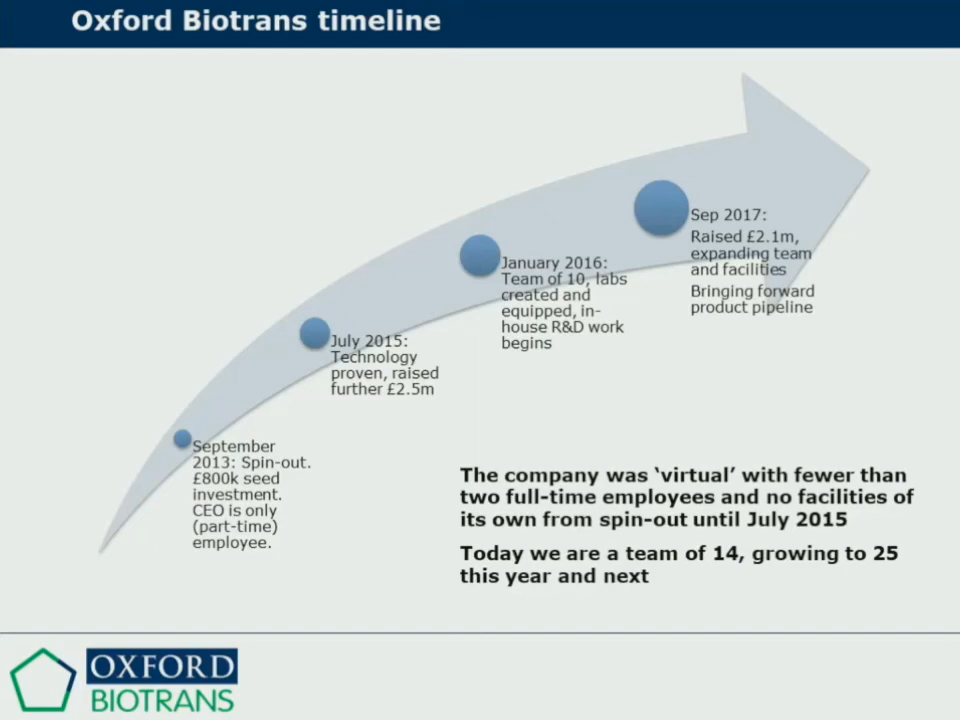 Oxford Biotrans timeline
Sep 2017:
Raised £2.1m,
expanding team
and facilities
Bringing forward
product pipeline
January 2016:
Team of 10, labs
created and
equipped, in-
house R&D work
begins
July 2015:
Technology
proven, raised
further £2.5m
September
2013: Spin-out.
£800k seed
investment.
CEO is only
(part-time)
employee.
The company was ‘virtual’ with fewer than
two full-time employees and no facilities of
its own from spin-out until July 2015
Today we are a team of 14, growing to 25
this year and next
OXFORD
BIOTRANS